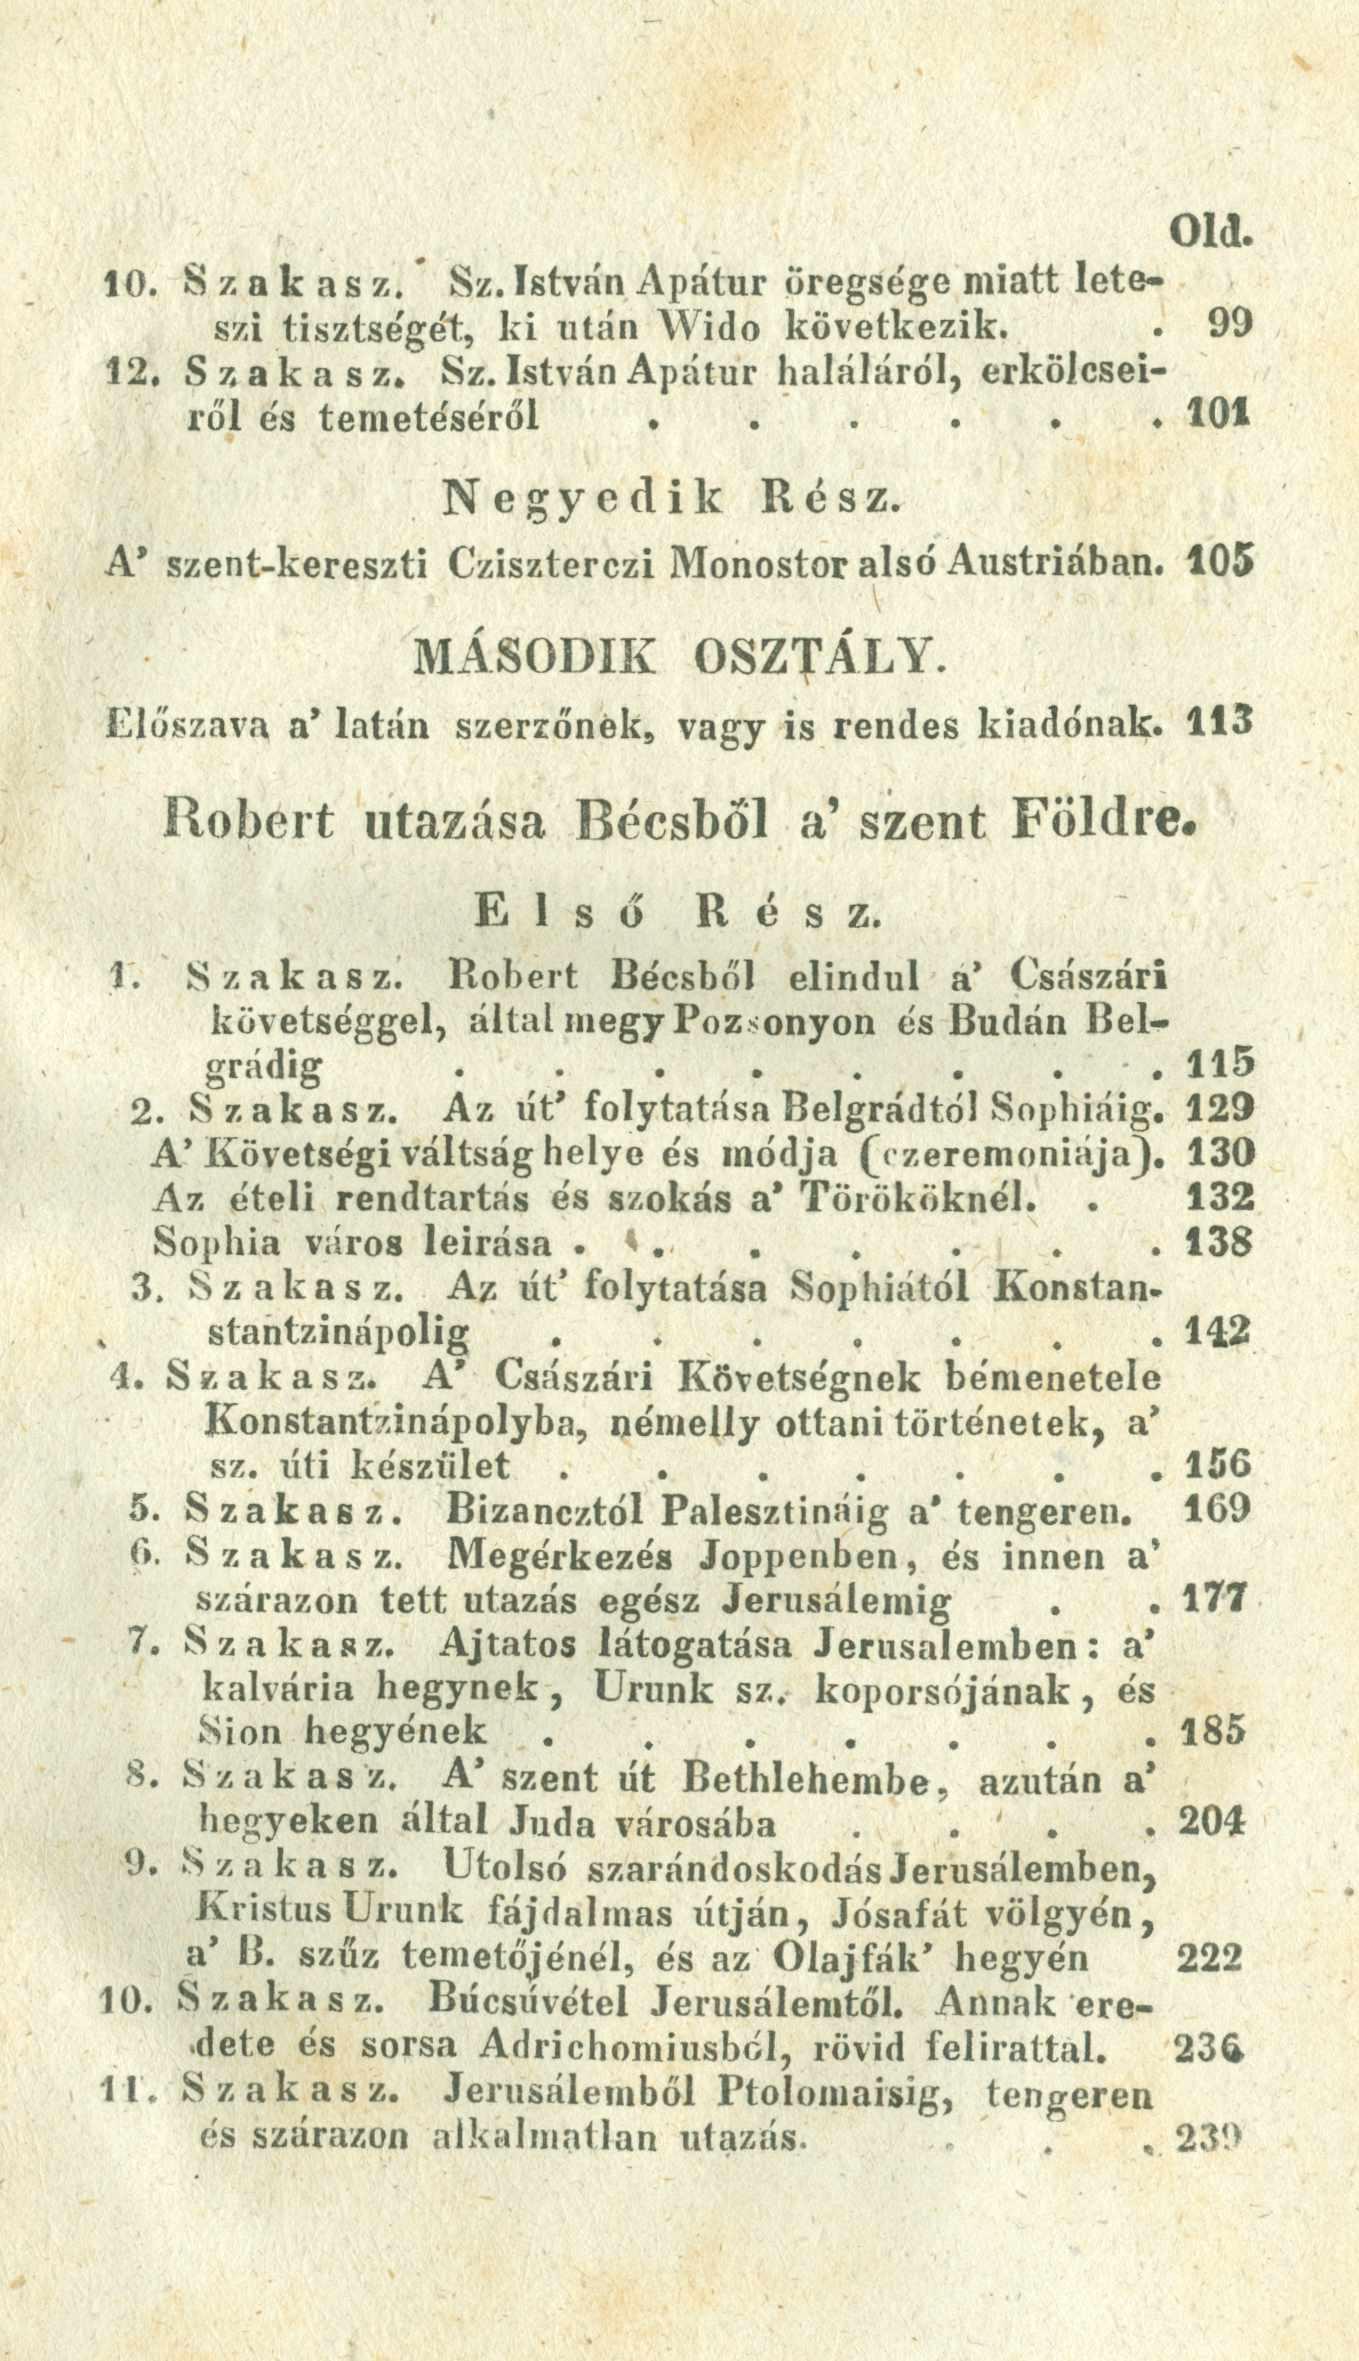 Old.
10. Szakasz. Sz. István Apátur öregsége miatt lete-
szi tisztségét, ki után Wido következik. . 99
12. Szakasz. Sz. István Apátur haláláról, erkölcsei-
ről és temetéséről . . . . . . 101
Negyedik Rész.
A’ szent-kereszti Cziszterczi Monostor alsó Austriában. 105
MÁSODIK OSZTÁLY.
Előszava a’ latán szerzőnek, vagy is rendes kiadónak. 113
Robert utazása Bécsből a’ szent Földre.
Első Rész.
1. Szakasz. Robert Bécsből elindul a’ Császári
követséggel, által megy Pozsonyon és Budán Bel-
grádig . . . . . . . . 115
2. Szakasz. Az út’ folytatása Belgrádtól Sophiáig. 129
A’ Követségi váltság helye és módja (czeremoniája). 130
Az ételi rendtartás és szokás a’ Törököknél. . 132
Sophia város leirása . . . . . . . 138
3. Szakasz. Az út’ folytatása Sophiától Konstan-
stantzinápolig . . . . . . . 142
4. Szakasz. A’ Császári Követségnek bémenetele
Konstantzinápolyba, némelly ottani történetek, a’
sz. úti készület . . . . . . . 156
5. Szakasz. Bizancztól Palesztináig a’ tengeren. 169
6. Szakasz. Megérkezés Joppenben, és innen a’
szárazon tett utazás egész Jerusálemig . . 177
7. Szakasz. Ajtatos látogatása Jerusalemben: a’
kalvária hegynek, Urunk sz. koporsójának, és
Sion hegyének . . . . . . . 185
8. Szakasz. A’ szent út Bethlehembe, azután a’
hegyeken által Juda városába . . . . 204
9. Szakasz. Utolsó szarándoskodás Jerusálemben,
Kristus Urunk fájdalmas útján, Jósafát völgyén,
a’ B. szűz temetőjénél, és az Olajfák’ hegyén 222
10. Szakasz. Búcsúvétel Jerusálemtől. Annak ere-
dete és sorsa Adrichomiusból, rövid felirattal. 236
11. Szakasz. Jerusálemből Ptolomaisig, tengeren
és szárazon alkalmatlan utazás. . . . 239